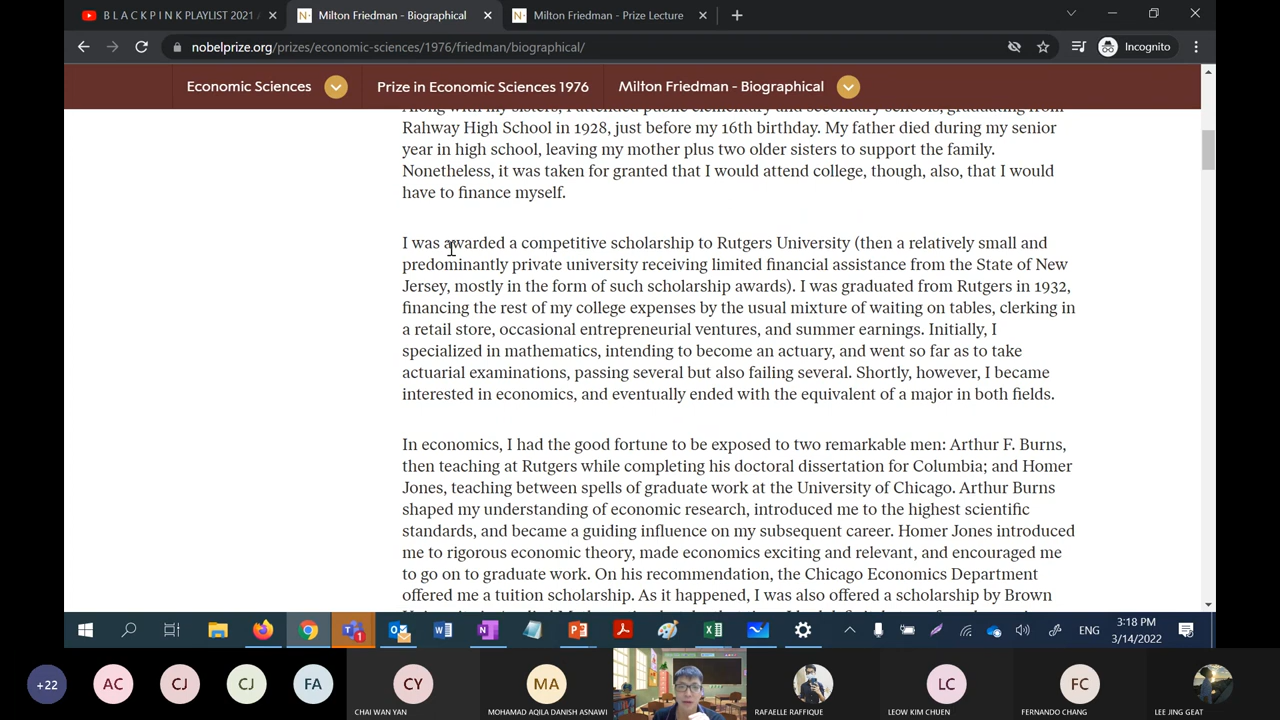 B L A C K P I N K PLAYLIST 2021
Milton Friedman - Biographical
Milton Friedman - Prize Lecture
nobelprize.org/prizes/economic-sciences/1976/friedman/biographical/
Incognito
Economic Sciences
Prize in Economic Sciences 1976
Milton Friedman - Biographical
Along with my sisters, I attended public elementary and secondary schools, graduating from
Rahway High School in 1928, just before my 16th birthday. My father died during my senior
year in high school, leaving my mother plus two older sisters to support the family.
Nonetheless, it was taken for granted that I would attend college, though, also, that I would
have to finance myself.
I was awarded a competitive scholarship to Rutgers University (then a relatively small and
predominantly private university receiving limited financial assistance from the State of New
Jersey, mostly in the form of such scholarship awards). I was graduated from Rutgers in 1932,
financing the rest of my college expenses by the usual mixture of waiting on tables, clerking in
a retail store, occasional entrepreneurial ventures, and summer earnings. Initially, I
specialized in mathematics, intending to become an actuary, and went so far as to take
actuarial examinations, passing several but also failing several. Shortly, however, I became
interested in economics, and eventually ended with the equivalent of a major in both fields.
In economics, I had the good fortune to be exposed to two remarkable men: Arthur F. Burns,
then teaching at Rutgers while completing his doctoral dissertation for Columbia; and Homer
Jones, teaching between spells of graduate work at the University of Chicago. Arthur Burns
shaped my understanding of economic research, introduced me to the highest scientific
standards, and became a guiding influence on my subsequent career. Homer Jones introduced
me to rigorous economic theory, made economics exciting and relevant, and encouraged me
to go on to graduate work. On his recommendation, the Chicago Economics Department
offered me a tuition scholarship. As it happened, I was also offered a scholarship by Brown
ENG
3:18 PM
3/14/2022
+22
AC
CJ
CJ
FA
CY
MA
LC
FC
CHAI WAN YAN
MOHAMAD AQILA DANISH ASNAWI
RAFAELLE RAFFIQUE
LEOW KIM CHUEN
FERNANDO CHANG
LEE JING GEAT